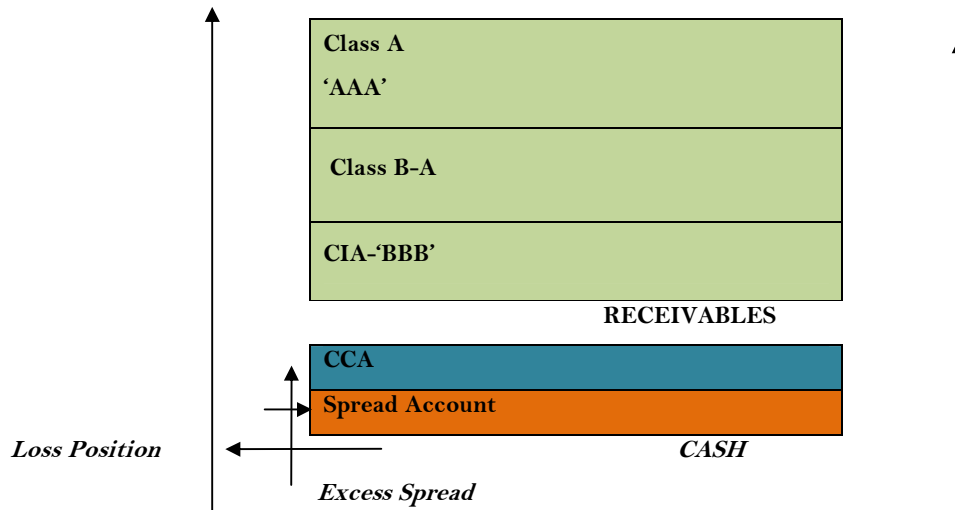 Class A
‘AAA’
Class B-A
CIA-‘BBB’
RECEIVABLES
CCA
Spread Account
Loss Position
CASH
Excess Spread